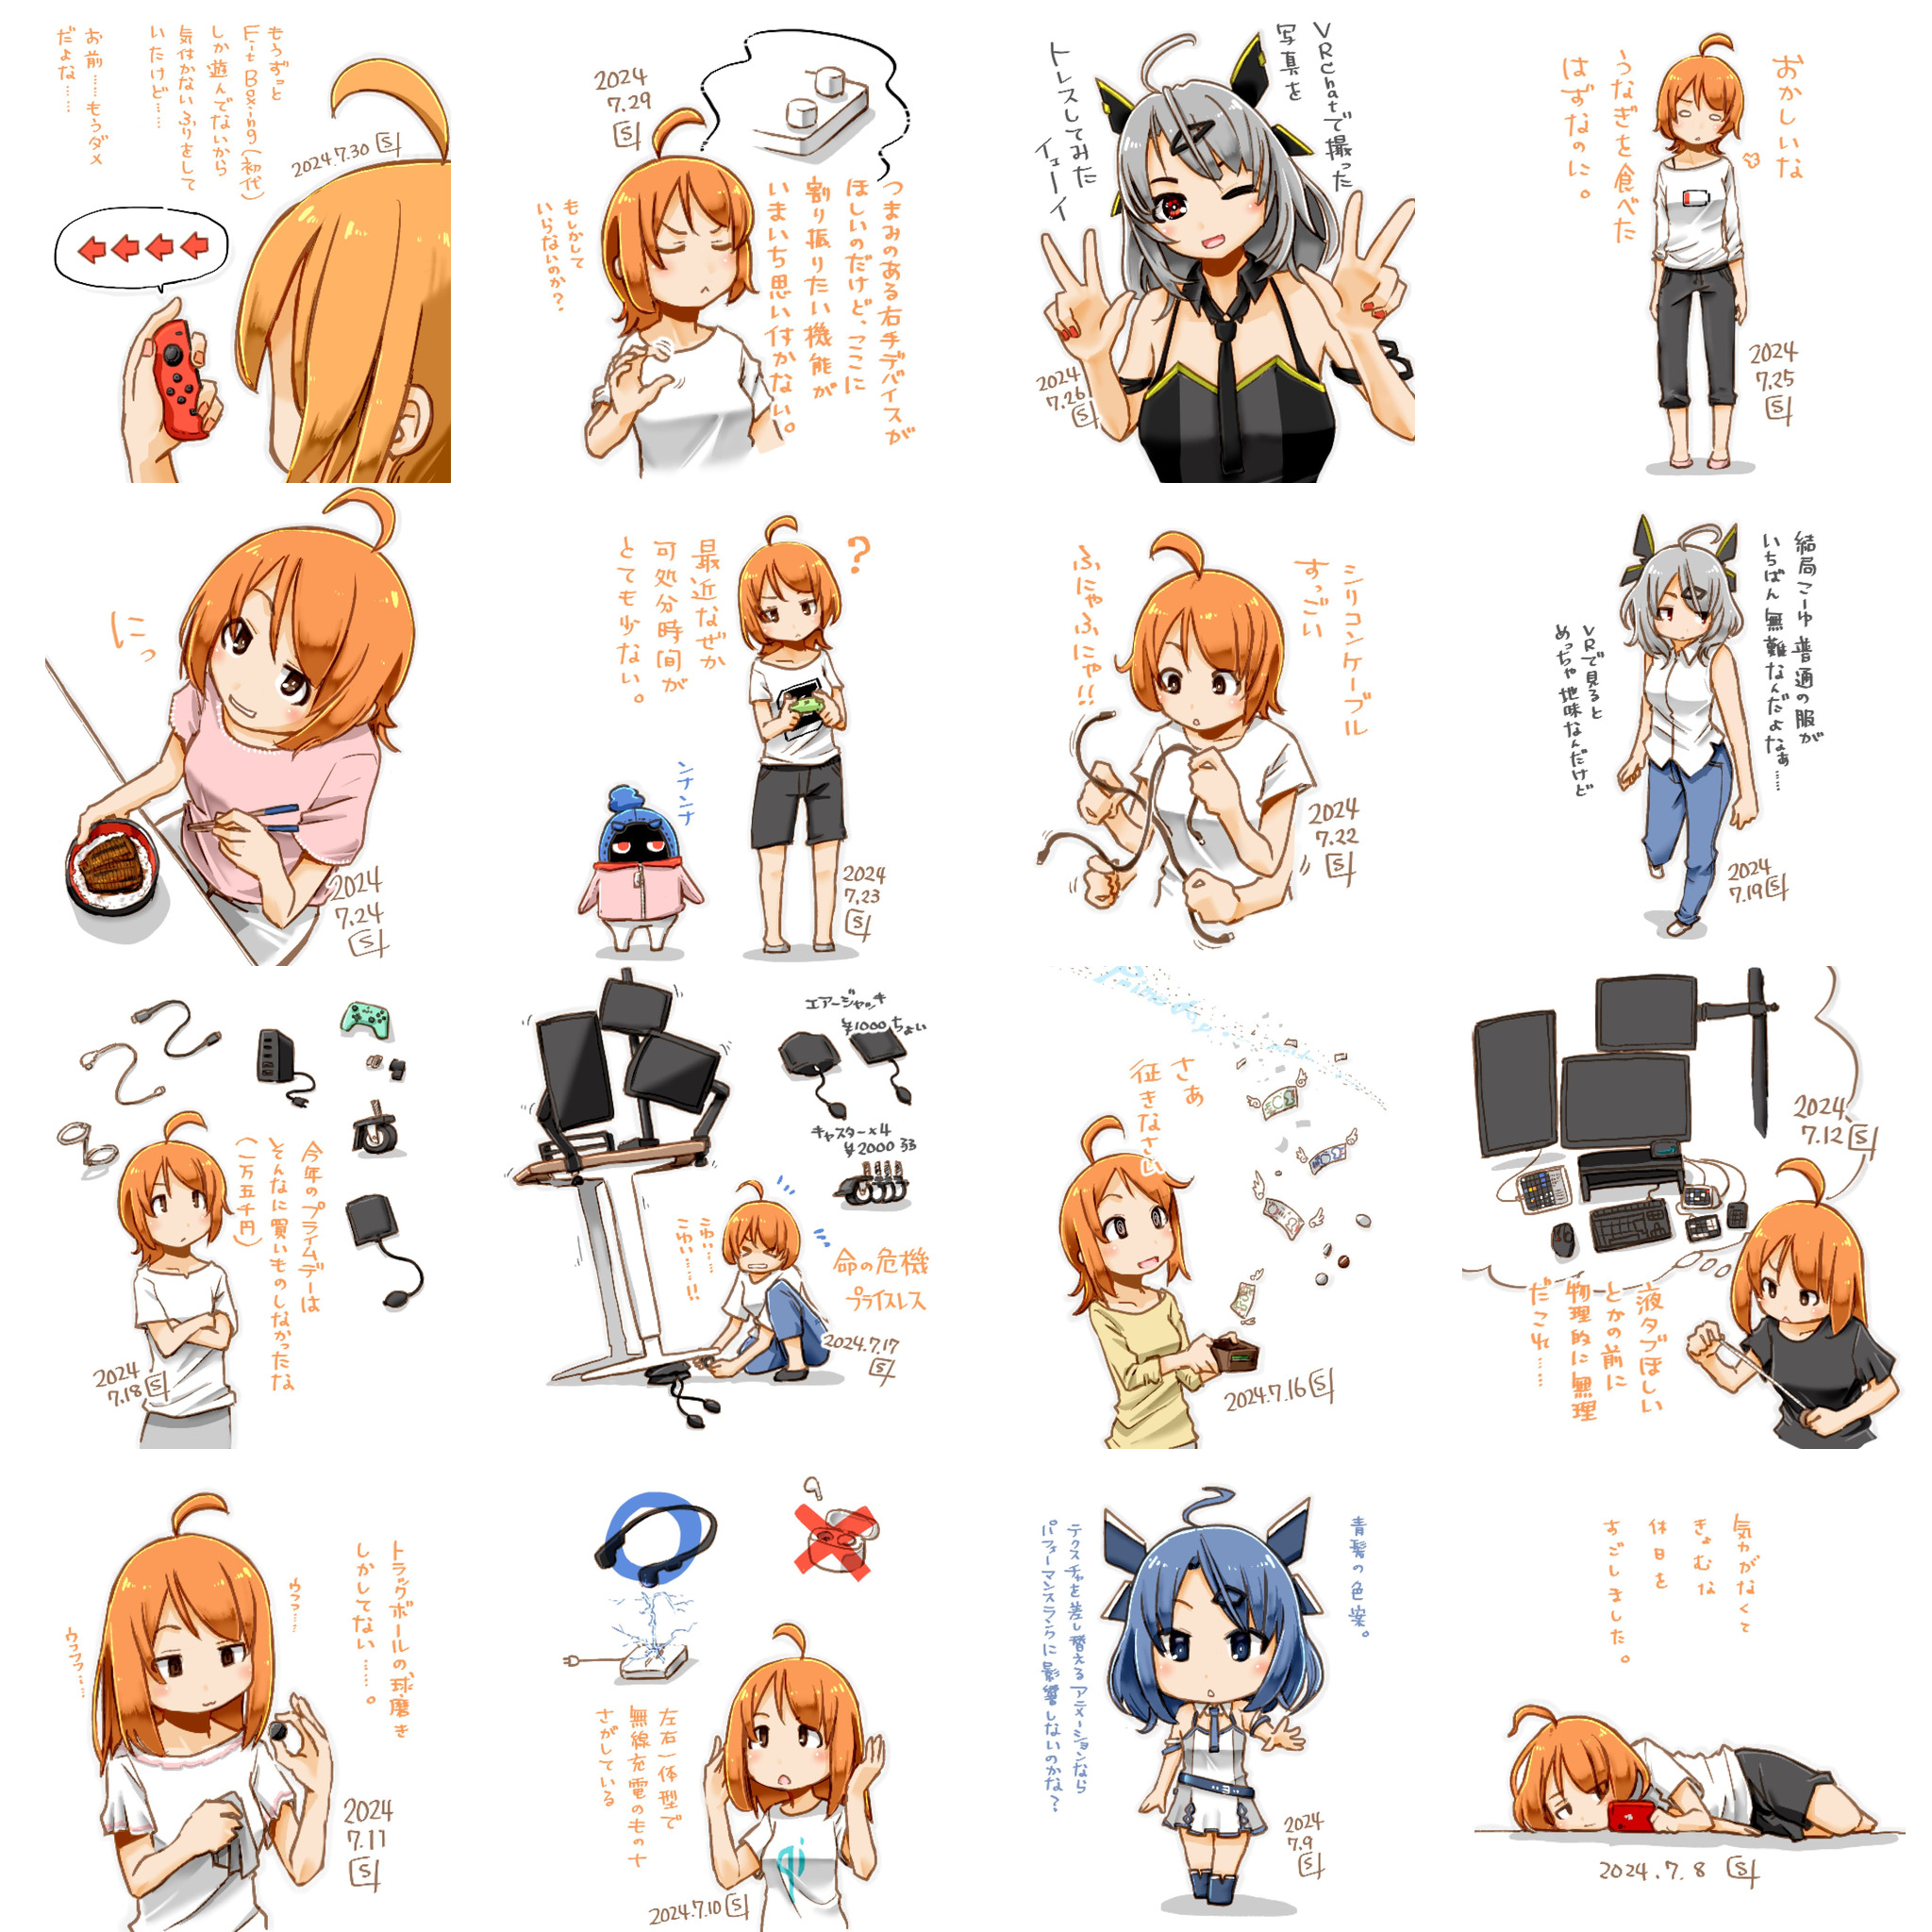 もうずっと
Fit Boxing(初代)
しか遊んでないから
気付かないふりをして
いたけど……
お前……もうダメ
だよな……
2024.7.30
2024
7.29
つまみのある右手デバイスが
ほしいのだけど、ここに
割り振りたい機能が
いまいち思い付かない。
もしかして
いらないのか?
VRChatで撮った
写真を
トレスしてみた
イェーイ
2024
7.26
おかしいな
うなぎを食べた
はずなのに。
2024
7.25
にっ
2024
7.24
最近なぜか
可処分時間が
とても少ない。
?
ンナンナ
2024
7.23
シリコンケーブル
すっごい
ふにゃふにゃ!!
2024
7.22
結局こーゆ普通の服が
いちばん無難なんだよなぁ……
VRで見ると
めっちゃ地味なんだけど
2024
7.19
今年のプライムデーは
そんなに買いものしなかったな
(一万五千円)
2024
7.18
エアージャッキ
¥1000ちょい
キャスター×4
¥2000弱
こわい……
こわい……!!
命の危機
プライスレス
2024.7.17
さぁ
征きなさい
2024.7.16
2024
7.12
液タブほしい
とかの前に
物理的に無理
だこれ……
トラックボールの球磨き
しかしてない……。
ウフフ……
ウフフフ……
2024
7.11
左右一体型で
無線充電のものナ
さがしている
qi
2024.7.10
青髪の色案。
テクスチャを差し替えるアニメーションなら
パフォーマンスランクに影響しないのかな?
2024
7.9
気力がなくて
きょむな
休日を
すごしました。
2024.7.8